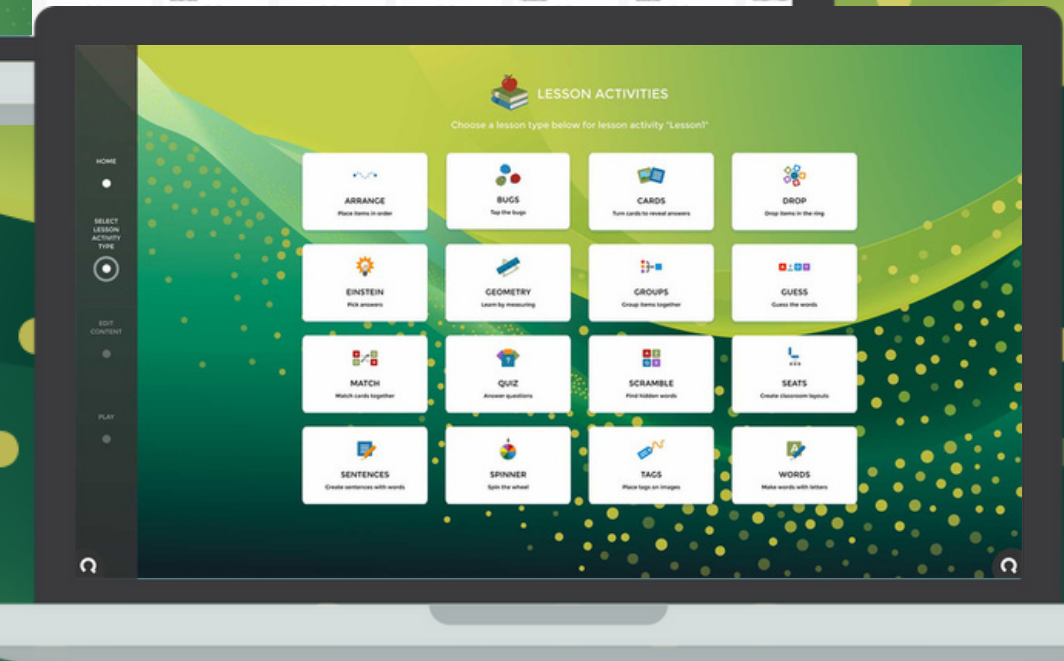 LESSON ACTIVITIES
Choose a lesson type below for lesson activity "Lesson1"
HOME
SELECT
LESSON
ACTIVITY
TYPE
EDIT
CONTENT
PLAY
ARRANGE
Place items in order
BUGS
Tap the bugs
CARDS
Turn cards to reveal answers
DROP
Drop items in the ring
EINSTEIN
Pick answers
GEOMETRY
Learn by measuring
GROUPS
Group items together
GUESS
Guess the words
MATCH
Match cards together
QUIZ
Answer questions
SCRAMBLE
Find hidden words
SEATS
Create classroom layouts
SENTENCES
Create sentences with words
SPINNER
Spin the wheel
TAGS
Place tags on images
WORDS
Make words with letters